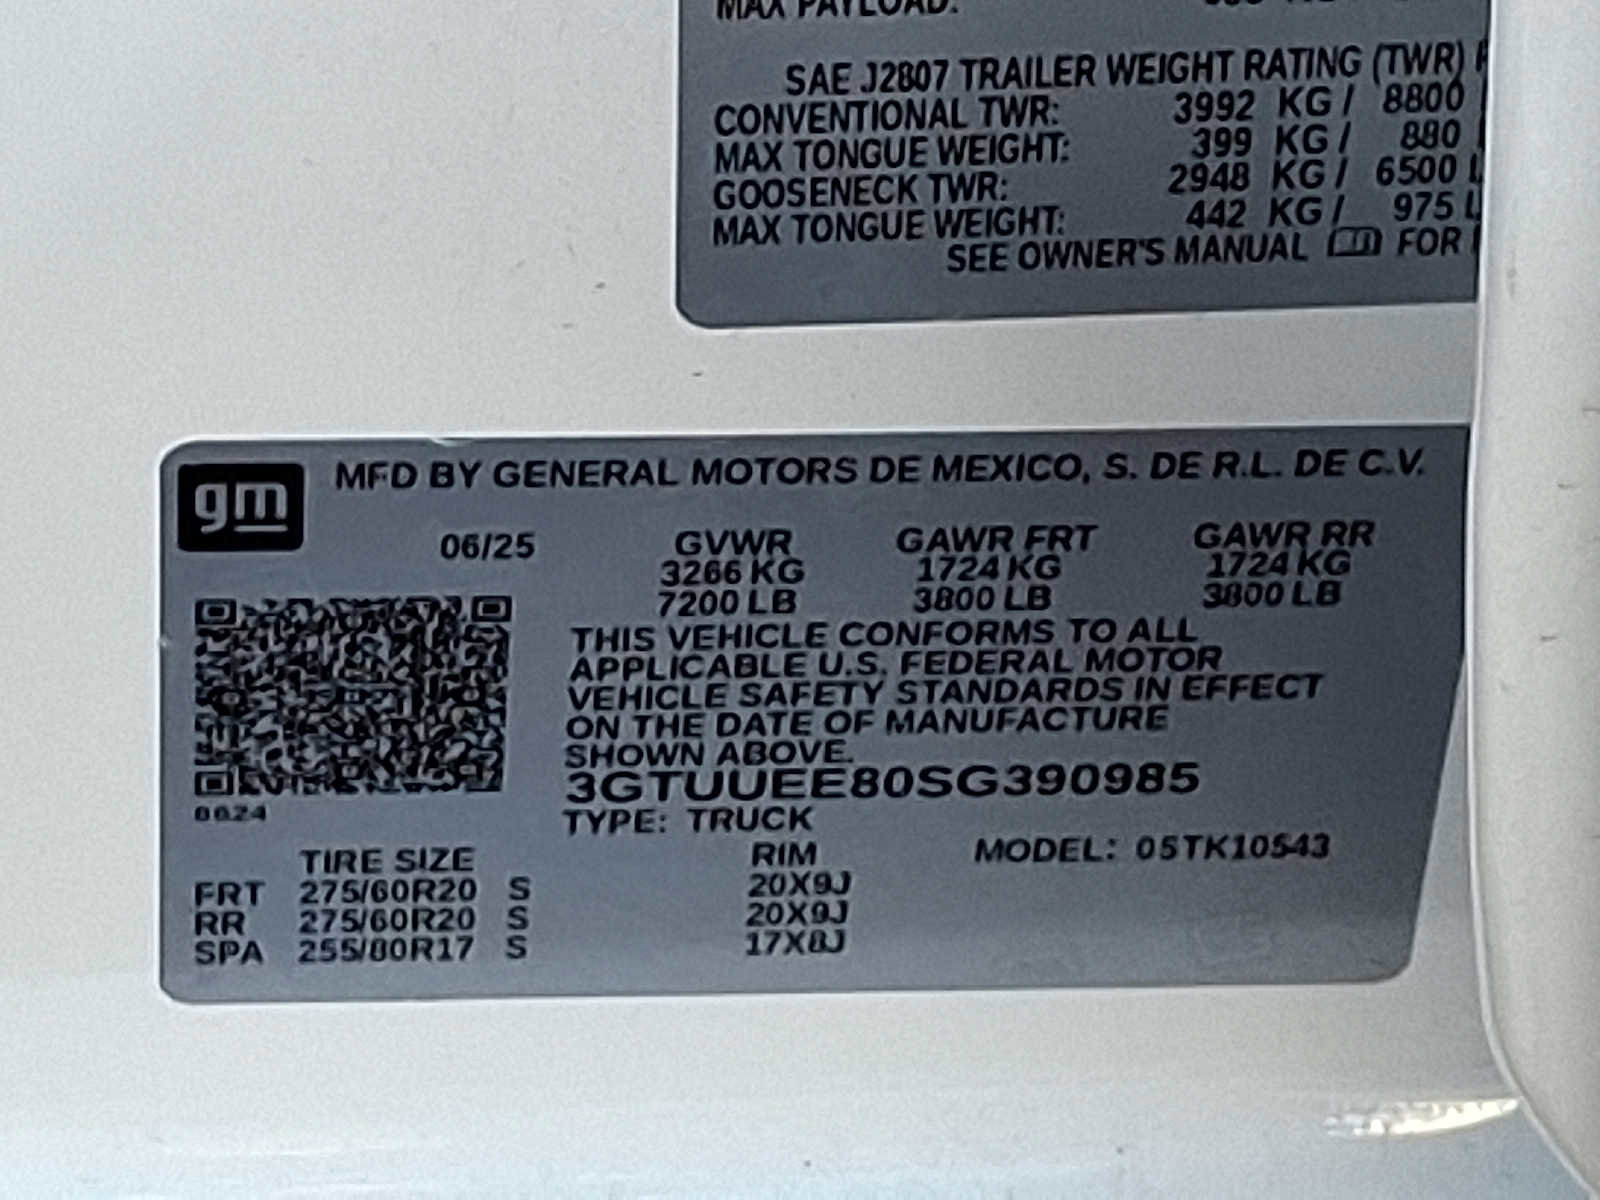 MAX PAYLOAD:
SAE J2807 TRAILER WEIGHT RATING (TWR)
CONVENTIONAL TWR: 3992 KG / 8800
MAX TONGUE WEIGHT: 399 KG / 880
GOOSENECK TWR: 2948 KG / 6500 L
MAX TONGUE WEIGHT: 442 KG / 975 L
SEE OWNER'S MANUAL FOR
gm
MFD BY GENERAL MOTORS DE MEXICO, S. DE R.L. DE C.V.
06/25 GVWR GAWR FRT GAWR RR
3266 KG 1724 KG 1724 KG
7200 LB 3800 LB 3800 LB
THIS VEHICLE CONFORMS TO ALL
APPLICABLE U.S. FEDERAL MOTOR
VEHICLE SAFETY STANDARDS IN EFFECT
ON THE DATE OF MANUFACTURE
SHOWN ABOVE.
3GTUUEE80SG390985
0624
TYPE: TRUCK
TIRE SIZE RIM MODEL: 05TK10543
FRT 275/60R20 S 20X9J
RR 275/60R20 S 20X9J
SPA 255/80R17 S 17X8J